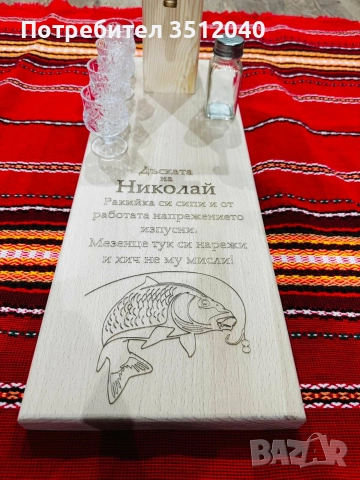 Потребител 3512040
Дъската
на
Николай
Ракийка си сипи и от
работата напрежението
изпусни.
Мезенце тук си нарежи
и хич не му мисли!
BAZAR